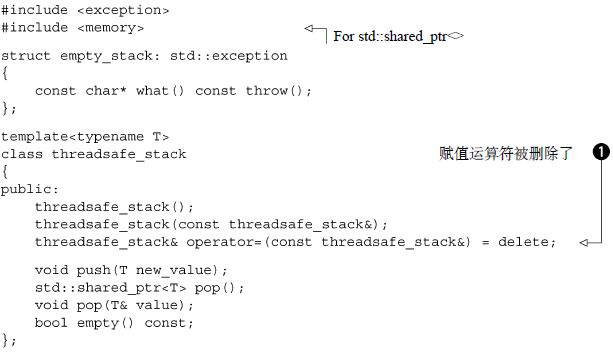 #include <exception>
#include <memory>
For std::shared_ptr<>
struct empty_stack: std::exception
{
    const char* what() const throw();
};
template<typename T>
class threadsafe_stack
赋值运算符被删除了 ❶
{
public:
    threadsafe_stack();
    threadsafe_stack(const threadsafe_stack&);
    threadsafe_stack& operator=(const threadsafe_stack&) = delete;
    void push(T new_value);
    std::shared_ptr<T> pop();
    void pop(T& value);
    bool empty() const;
};